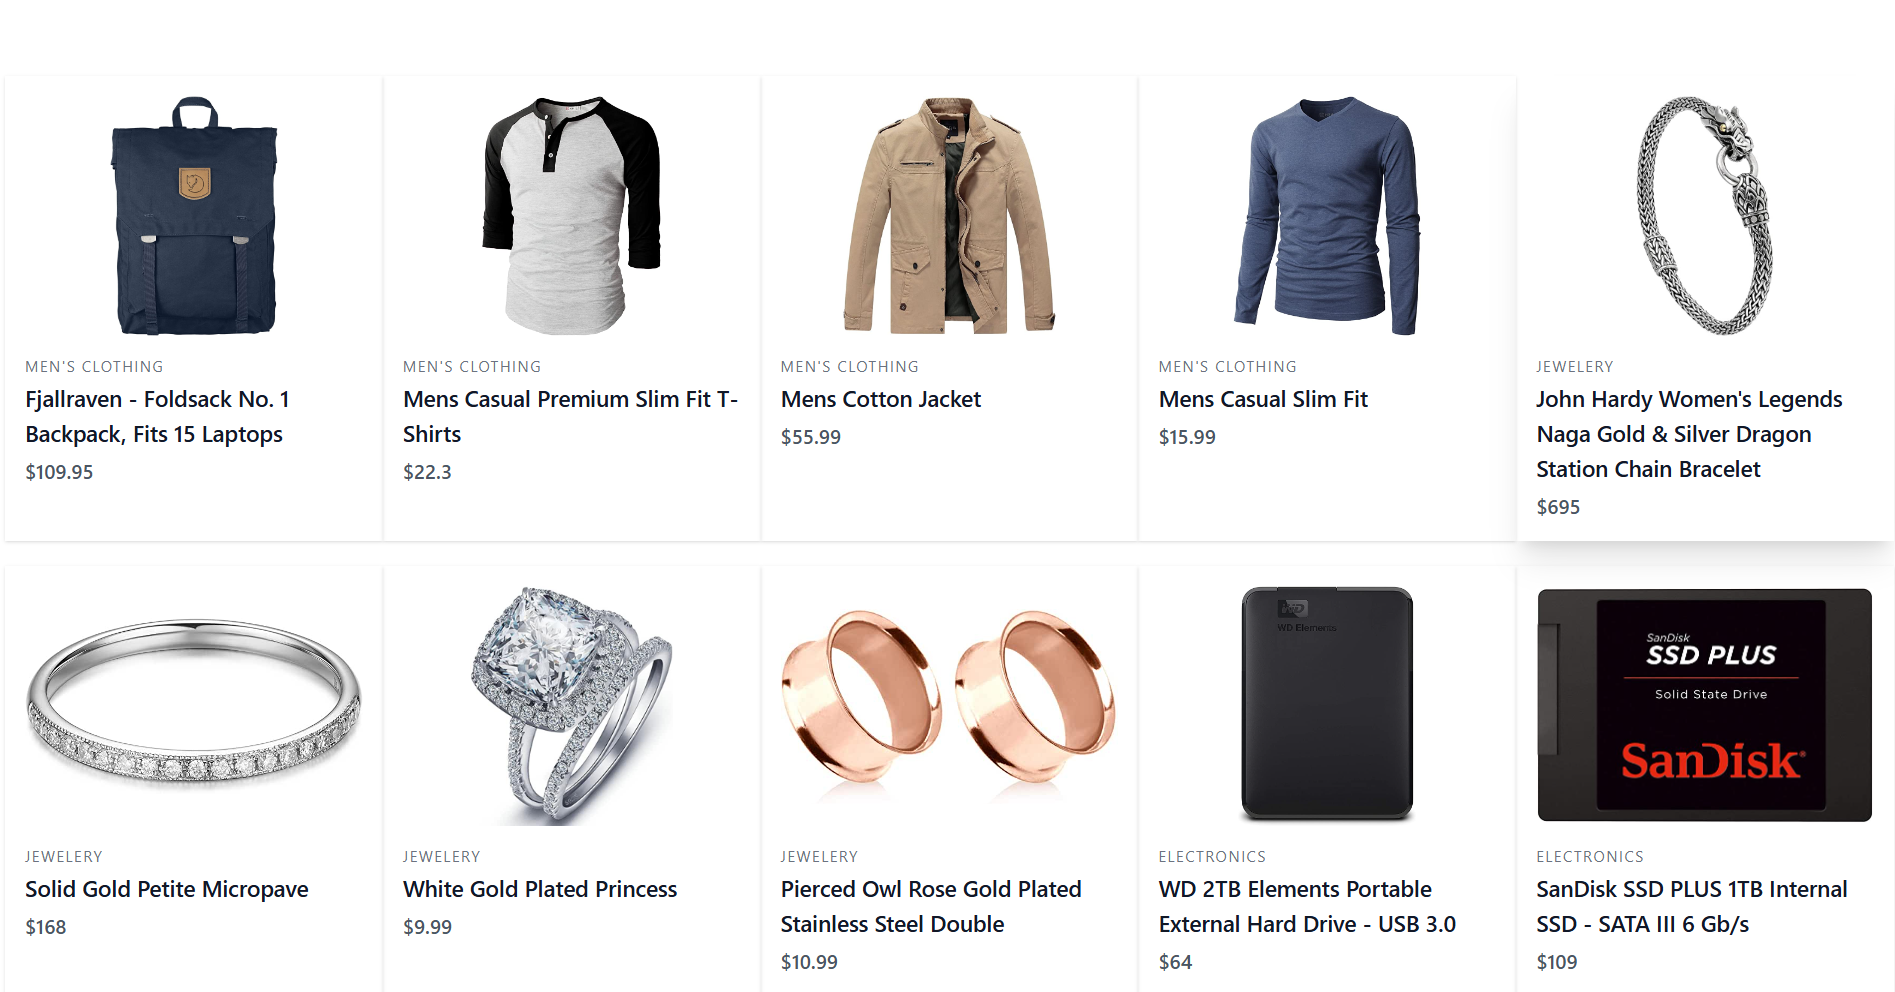 MEN'S CLOTHING
Fjallraven - Foldsack No. 1
Backpack, Fits 15 Laptops
$109.95
MEN'S CLOTHING
Mens Casual Premium Slim Fit T-
Shirts
$22.3
MEN'S CLOTHING
Mens Cotton Jacket
$55.99
MEN'S CLOTHING
Mens Casual Slim Fit
$15.99
JEWELERY
John Hardy Women's Legends
Naga Gold & Silver Dragon
Station Chain Bracelet
$695
JEWELERY
Solid Gold Petite Micropave
$168
JEWELERY
White Gold Plated Princess
$9.99
JEWELERY
Pierced Owl Rose Gold Plated
Stainless Steel Double
$10.99
WD
WD Elements
ELECTRONICS
WD 2TB Elements Portable
External Hard Drive - USB 3.0
$64
SanDisk
SSD PLUS
Solid State Drive
SanDisk®
ELECTRONICS
SanDisk SSD PLUS 1TB Internal
SSD - SATA III 6 Gb/s
$109